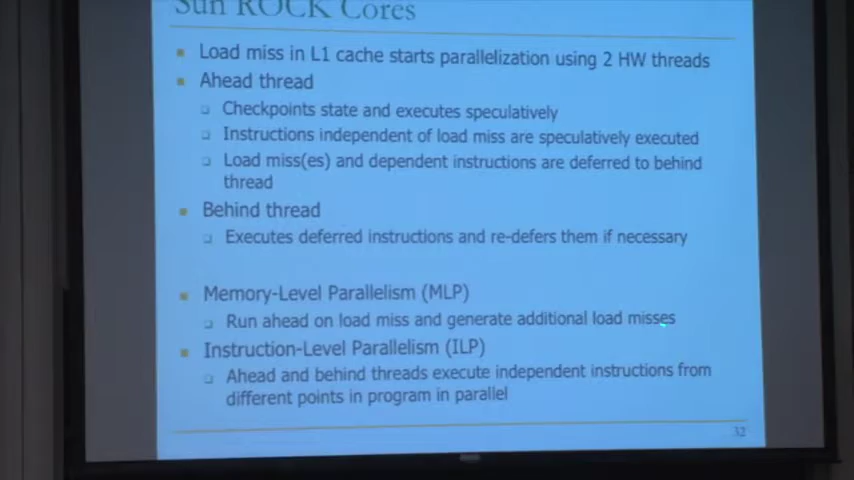 Sun ROCK Cores
Load miss in L1 cache starts parallelization using 2 HW threads
Ahead thread
Checkpoints state and executes speculatively
Instructions independent of load miss are speculatively executed
Load miss(es) and dependent instructions are deferred to behind
thread
Behind thread
Executes deferred instructions and re-defers them if necessary
Memory-Level Parallelism (MLP)
Run ahead on load miss and generate additional load misses
Instruction-Level Parallelism (ILP)
Ahead and behind threads execute independent instructions from
different points in program in parallel
32